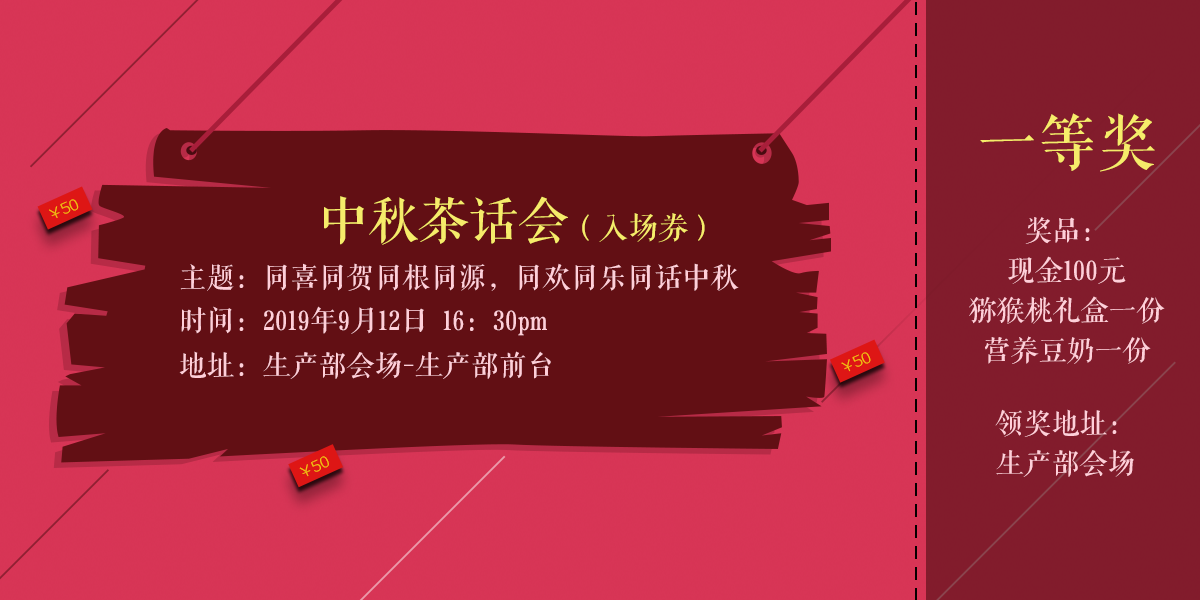 中秋茶话会（入场券）
主题：同喜同贺同根同源，同欢同乐同话中秋
时间：2019年9月12日 16：30pm
地址：生产部会场-生产部前台
￥50
￥50
￥50
一等奖
奖品：
现金100元
猕猴桃礼盒一份
营养豆奶一份
领奖地址：
生产部会场